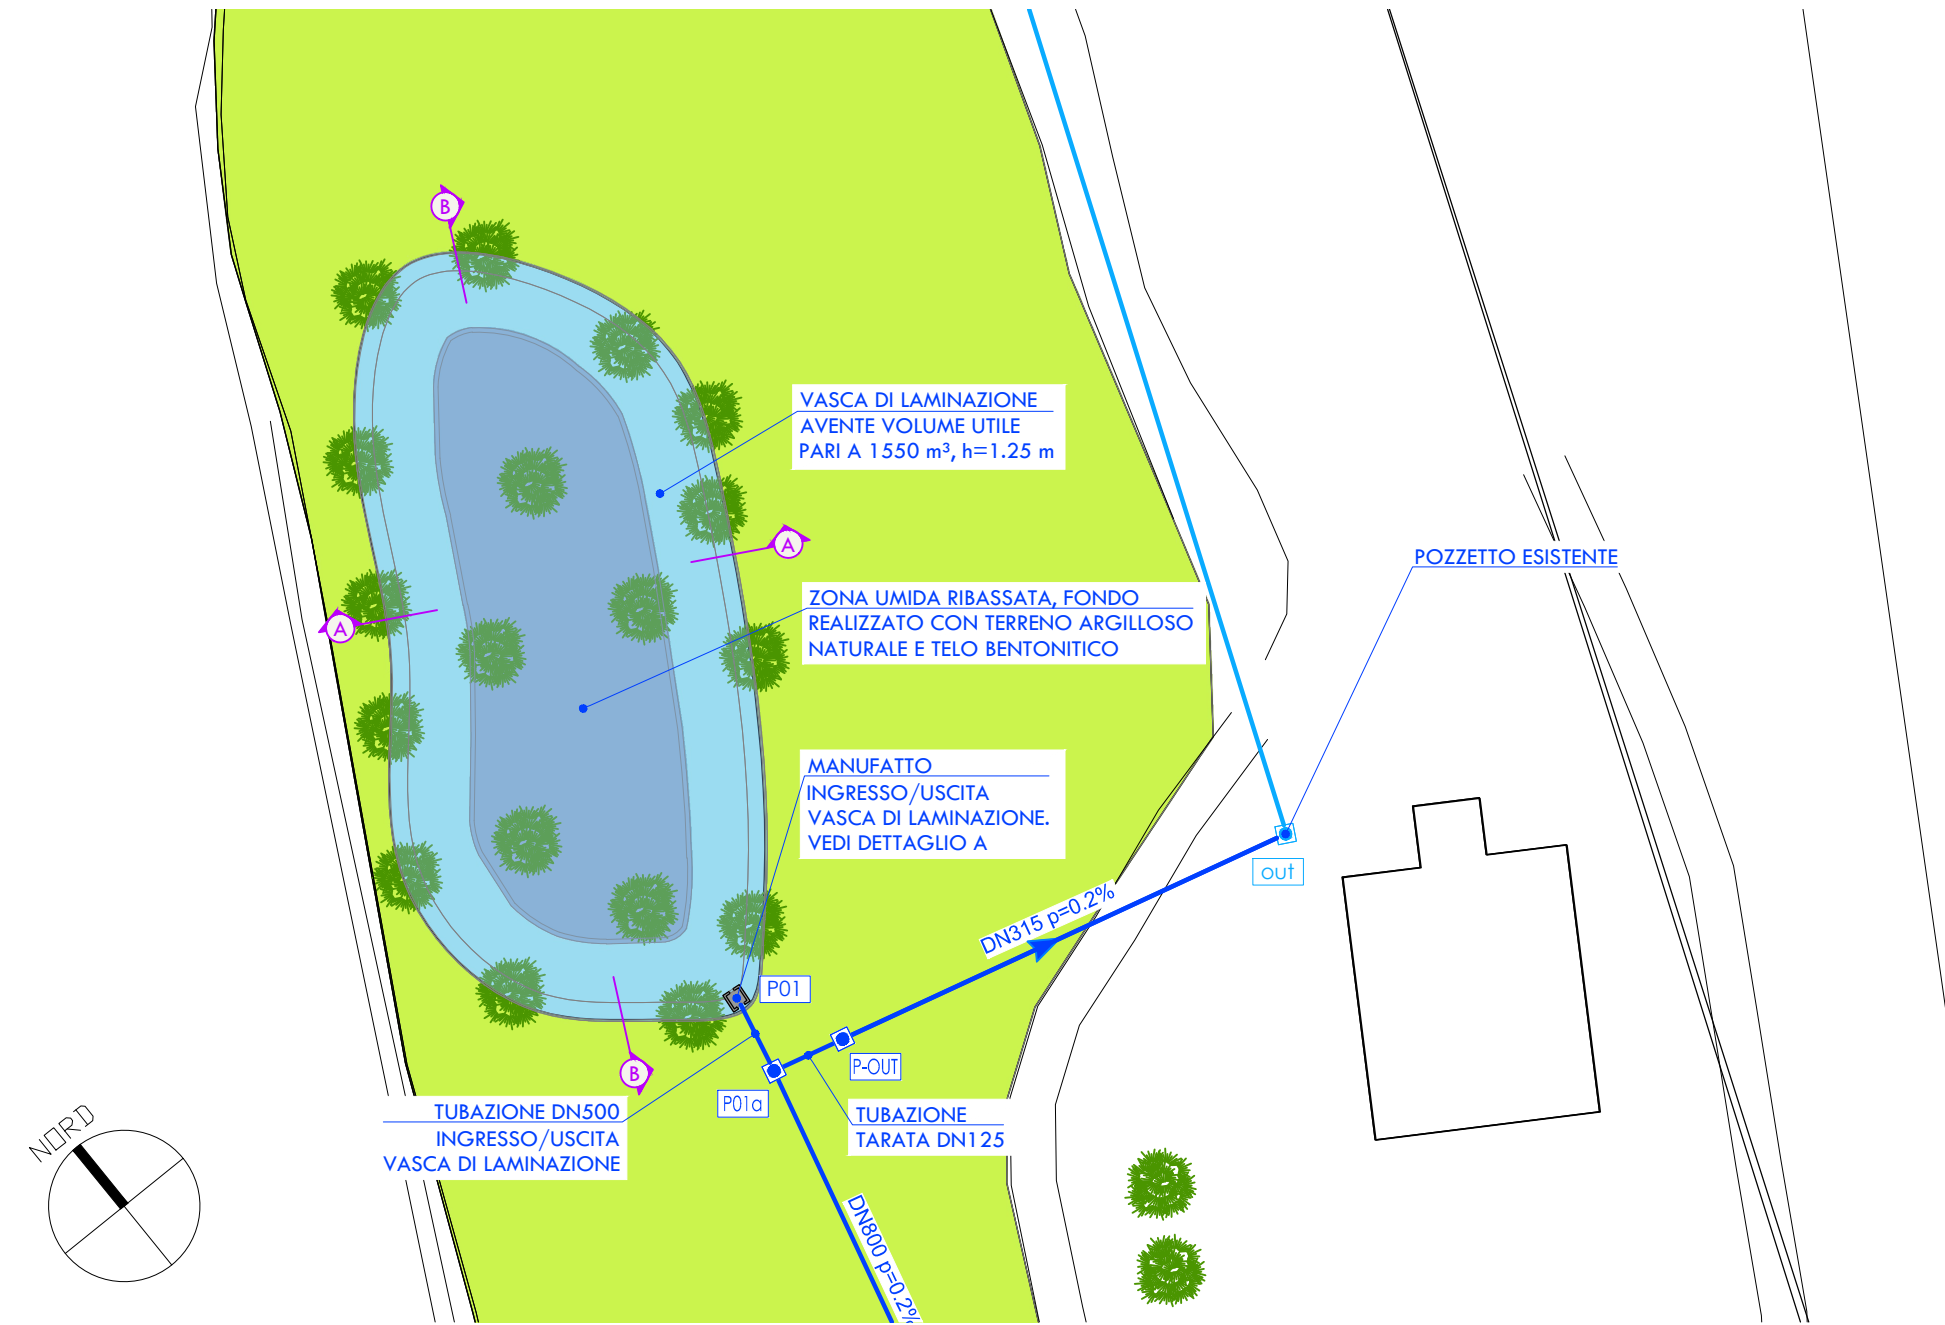 B
VASCA DI LAMINAZIONE
AVENTE VOLUME UTILE
PARI A 1550 m³, h=1.25 m
A
POZZETTO ESISTENTE
ZONA UMIDA RIBASSATA, FONDO
REALIZZATO CON TERRENO ARGILLOSO
NATURALE E TELO BENTONITICO
A
MANUFATTO
INGRESSO/USCITA
VASCA DI LAMINAZIONE.
VEDI DETTAGLIO A
out
DN315 p=0.2%
P01
P-OUT
B
P01a
TUBAZIONE DN500
INGRESSO/USCITA
VASCA DI LAMINAZIONE
TUBAZIONE
TARATA DN125
NORD
DN800 p=0.2%